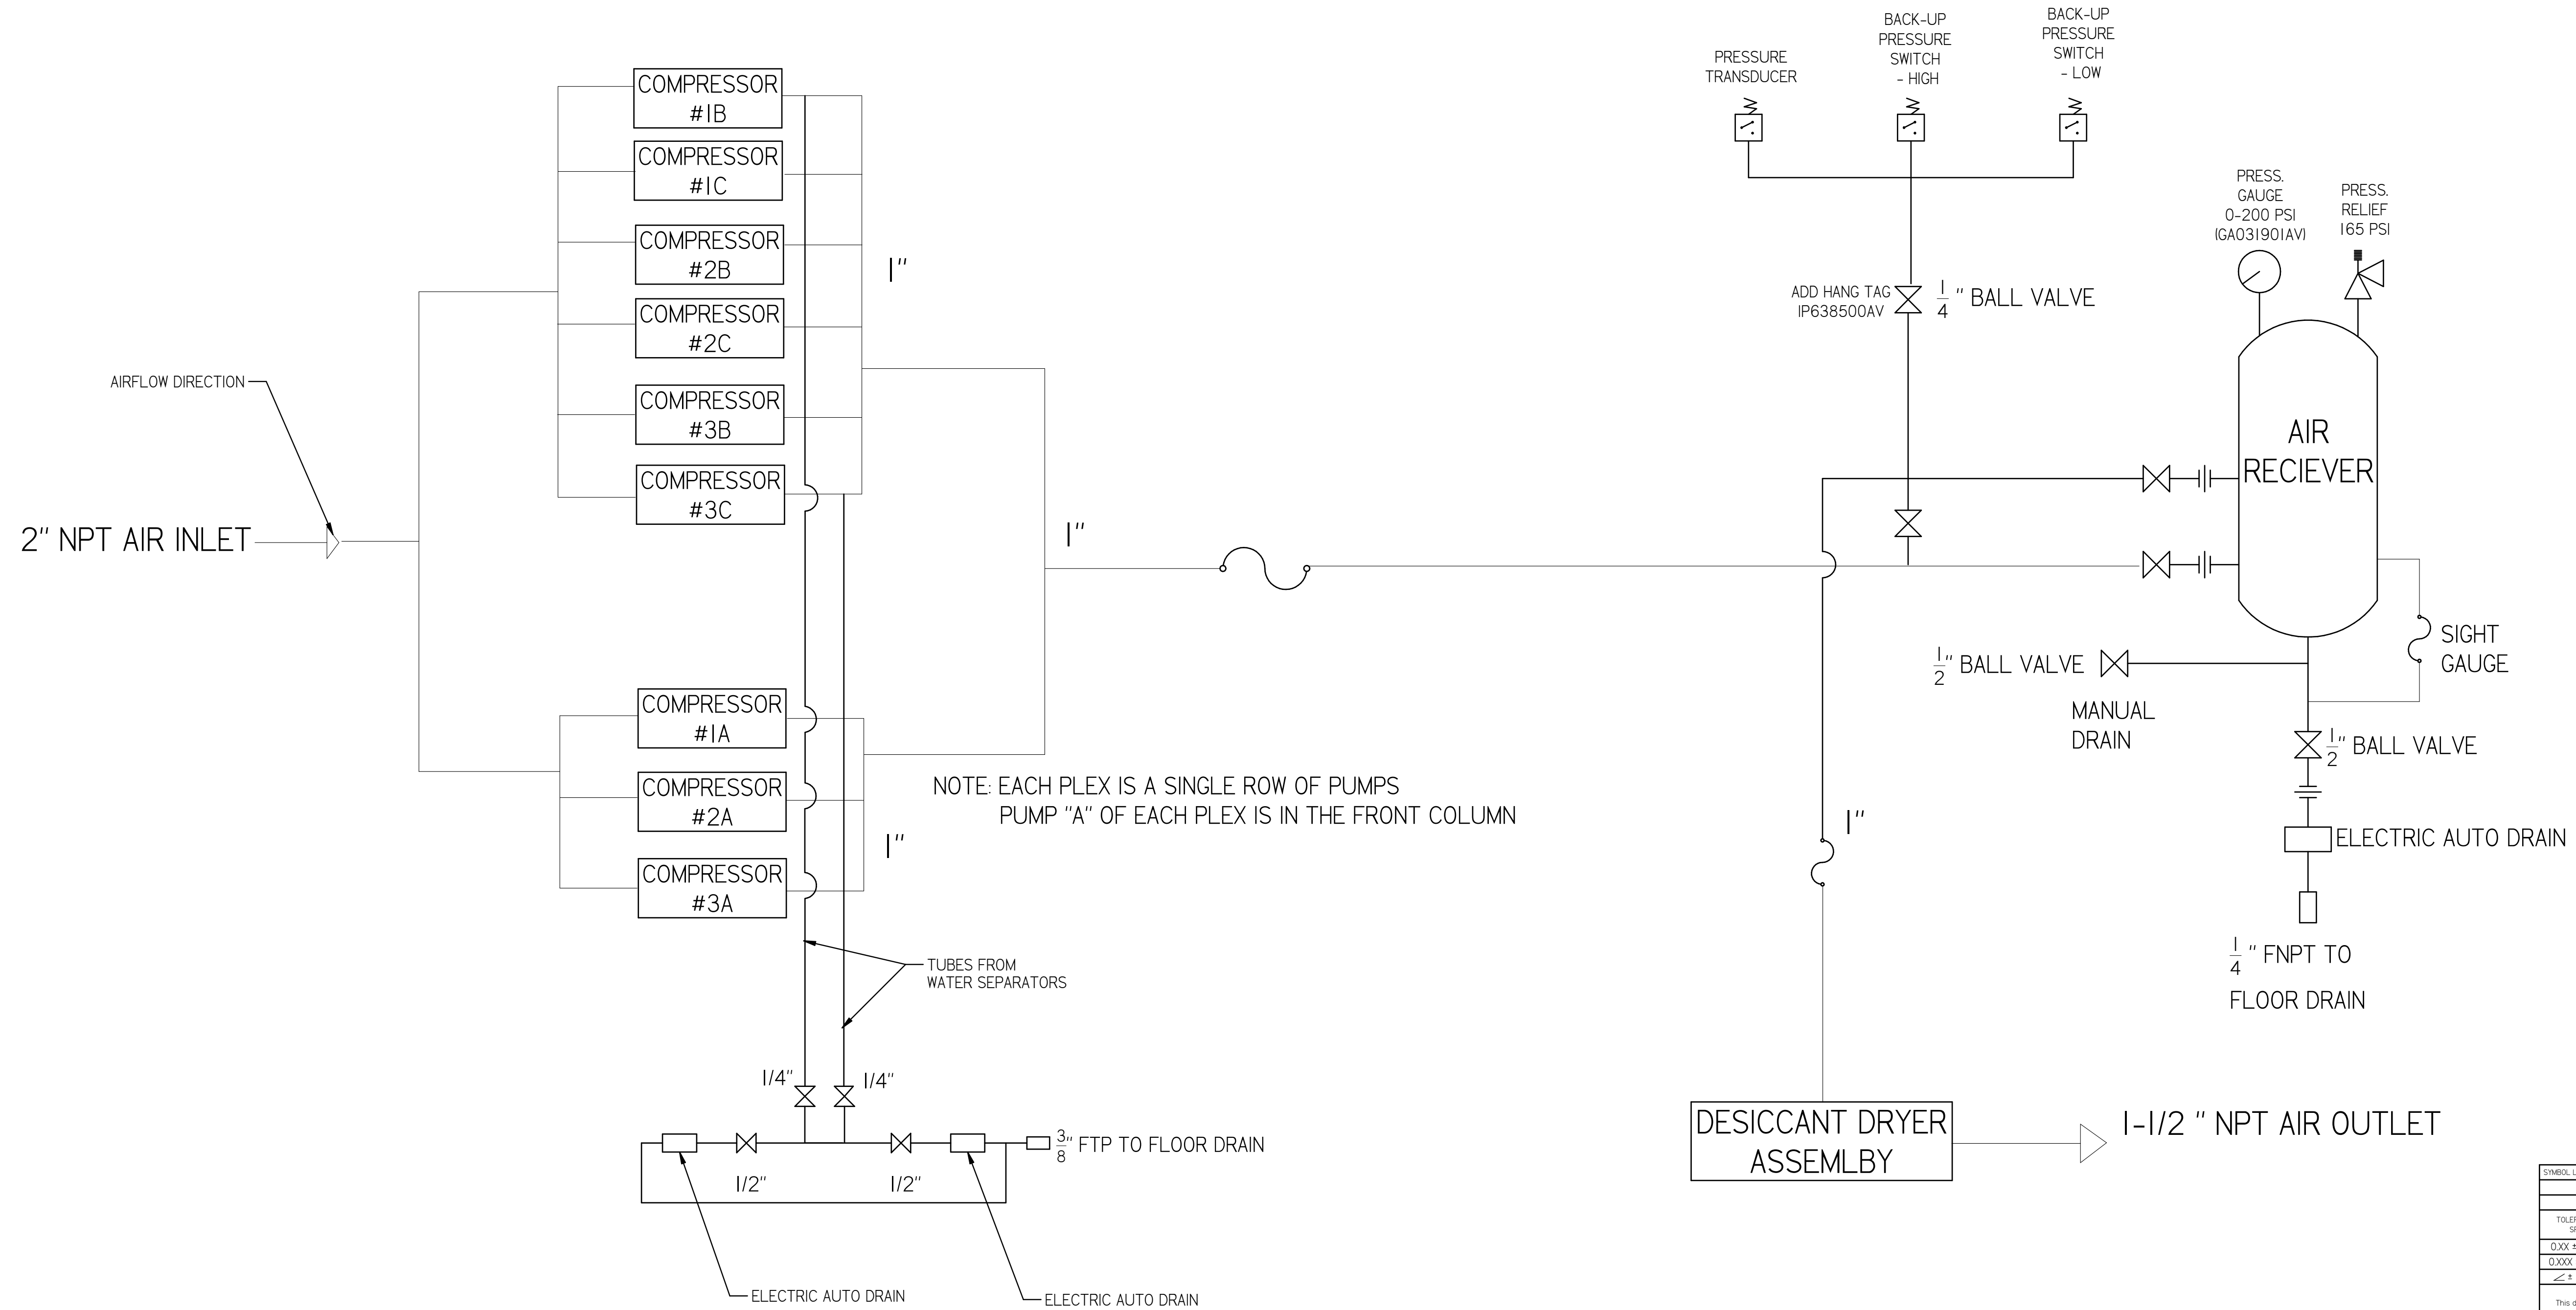 BACK-UP
PRESSURE
SWITCH
- HIGH
BACK-UP
PRESSURE
SWITCH
- LOW
PRESSURE
TRANSDUCER
COMPRESSOR
#1B
COMPRESSOR
#1C
COMPRESSOR
#2B
COMPRESSOR
#2C
COMPRESSOR
#3B
COMPRESSOR
#3C
1"
PRESS.
GAUGE
0-200 PSI
(GA031901AV)
PRESS.
RELIEF
165 PSI
ADD HANG TAG
IP638500AV
1/4 " BALL VALVE
AIRFLOW DIRECTION
2" NPT AIR INLET
1"
AIR
RECIEVER
SIGHT
GAUGE
1/2" BALL VALVE
MANUAL
DRAIN
1/2" BALL VALVE
COMPRESSOR
#1A
COMPRESSOR
#2A
COMPRESSOR
#3A
1"
NOTE: EACH PLEX IS A SINGLE ROW OF PUMPS
PUMP "A" OF EACH PLEX IS IN THE FRONT COLUMN
1"
ELECTRIC AUTO DRAIN
1/4 " FNPT TO
FLOOR DRAIN
TUBES FROM
WATER SEPARATORS
1/4"
1/4"
3/8" FTP TO FLOOR DRAIN
1/2"
1/2"
ELECTRIC AUTO DRAIN
ELECTRIC AUTO DRAIN
DESICCANT DRYER
ASSEMLBY
1-1/2 " NPT AIR OUTLET
SYMBOL L
0.XX ±
0.XXX
∠ ±